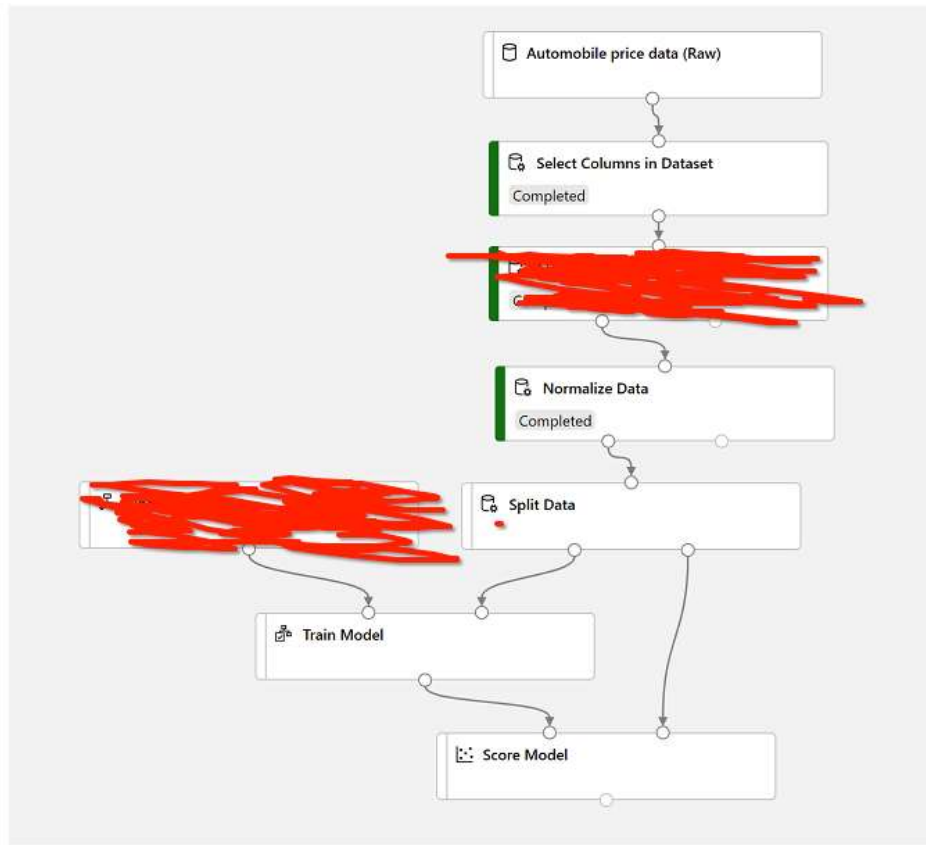 Automobile price data (Raw)
Select Columns in Dataset
Completed
Normalize Data
Completed
Split Data
Train Model
Score Model